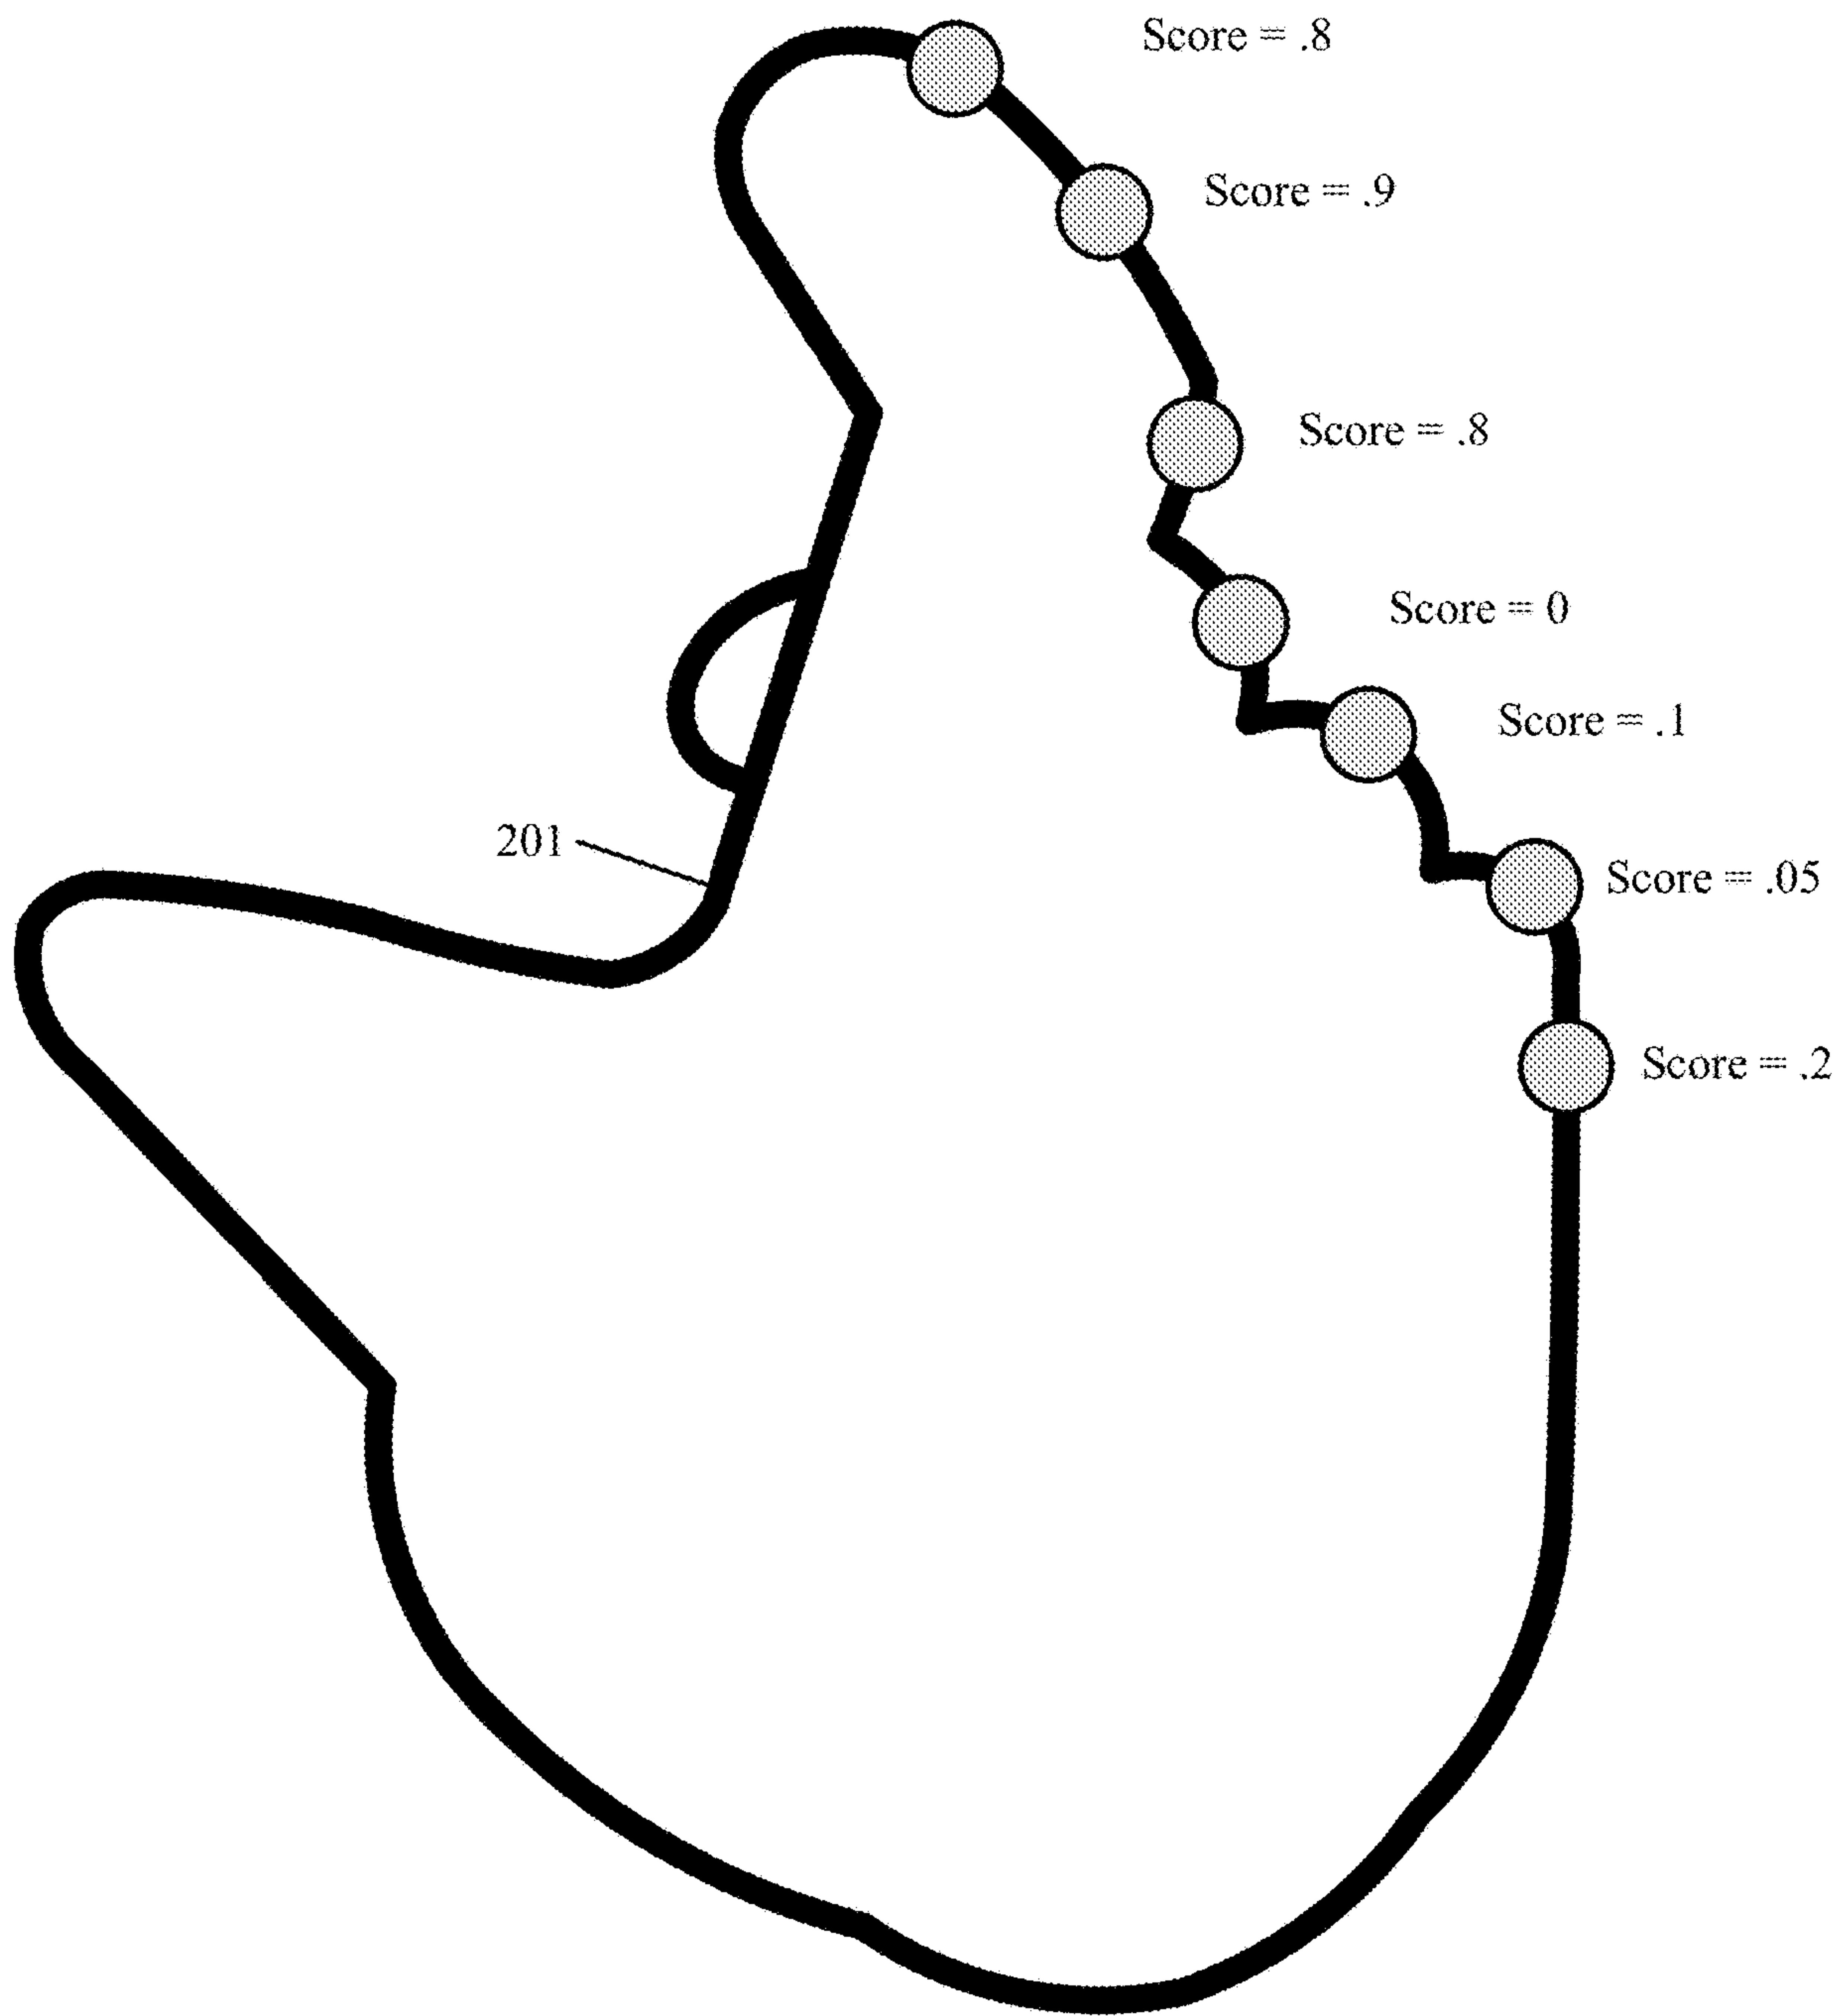 Score = .8
Score = .9
Score = .8
Score = 0
Score = .1
201
Score = .05
Score = .2